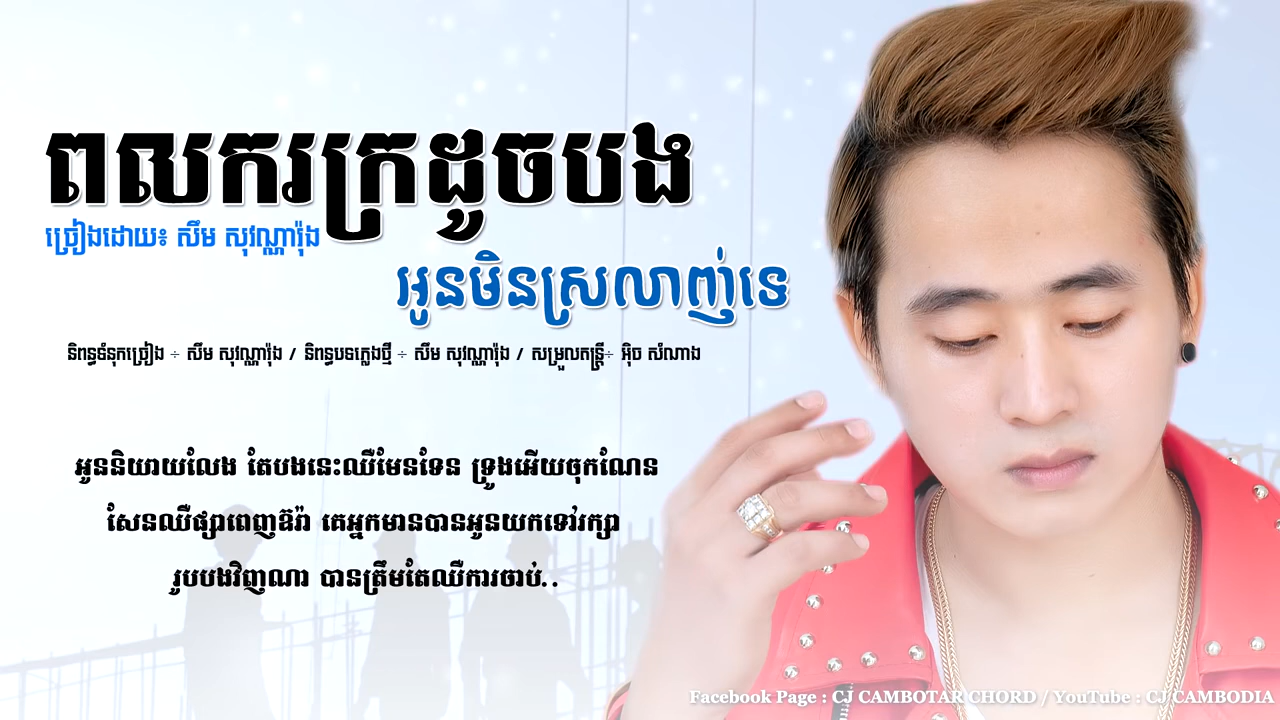 ពលករក្រដូចបង
ច្រៀងដោយ៖ សឹម សុវណ្ណារ៉ុង
អូនមិនស្រលាញ់ទេ
និពន្ធទំនុកច្រៀង ÷ សឹម សុវណ្ណារ៉ុង / និពន្ធបទភ្លេងថ្មី ÷ សឹម សុវណ្ណារ៉ុង / សម្រួលតន្ត្រី÷ អ៊ិច សំណាង
អូននិយាយលែង តែបងនេះឈឺមែនទែន ទ្រូងអើយចុកណែន
សែនឈឺផ្សាពេញឱរ៉ា គេអ្នកមានបានអូនយកទៅរក្សា
រូបបងវិញណា បានត្រឹមតែឈឺការចាប់..
Facebook Page : CJ CAMBOTAR CHORD / YouTube : CJ CAMBODIA